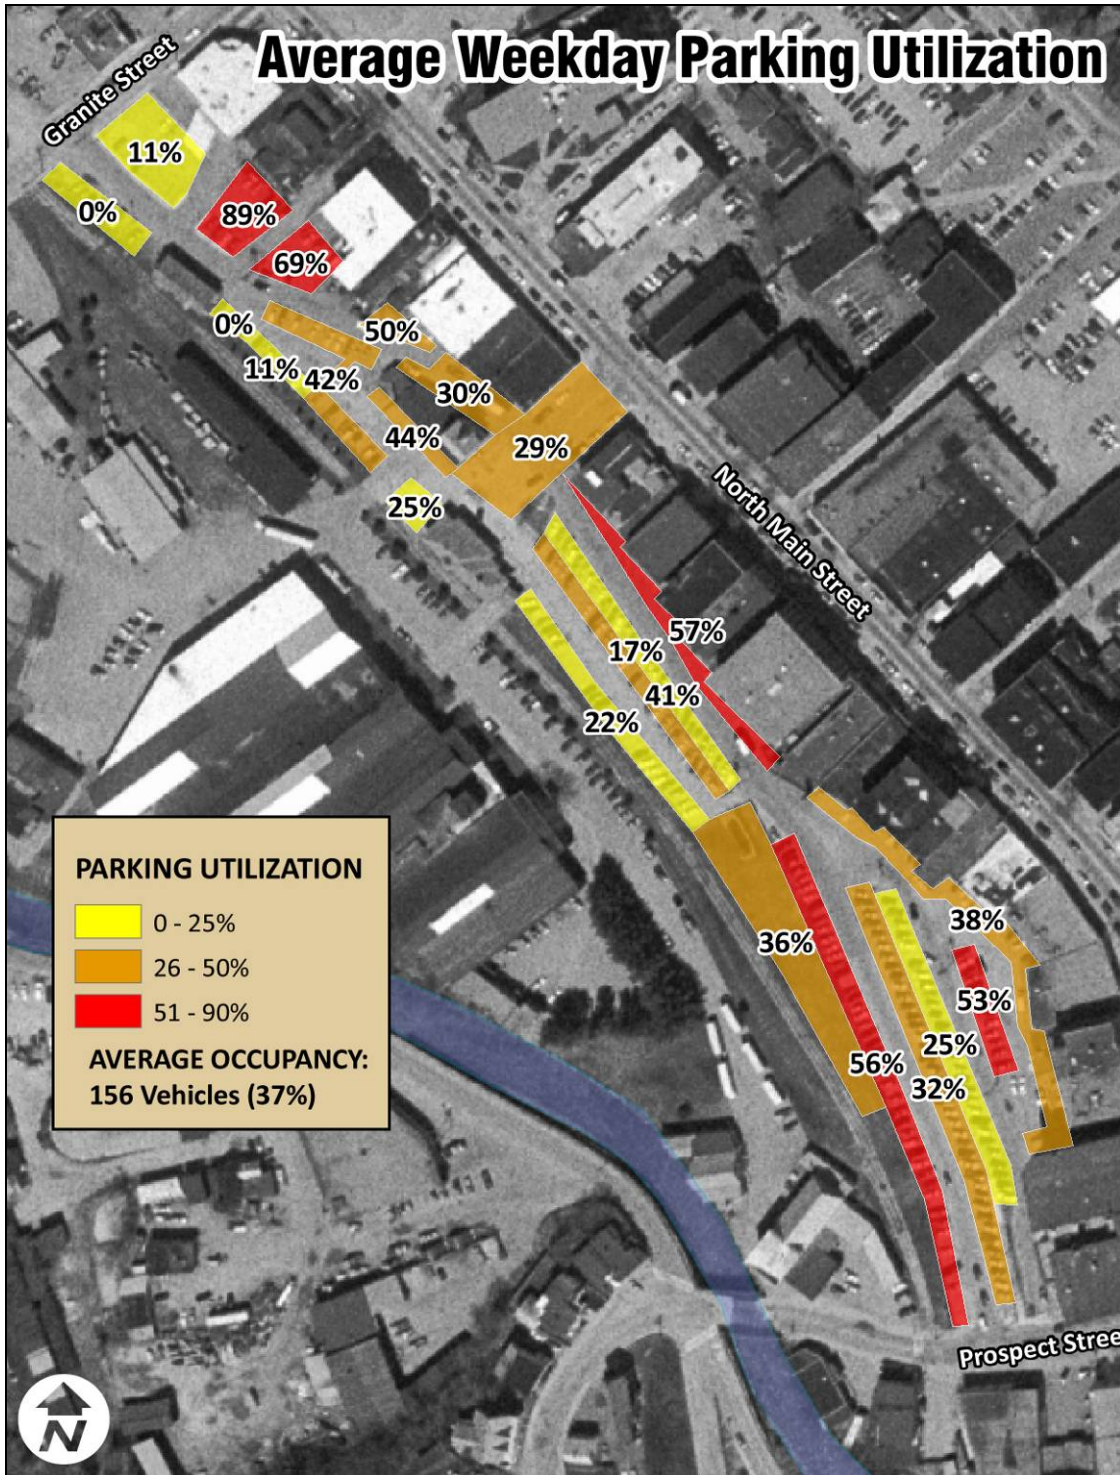 Average Weekday Parking Utilization
Granite Street
11%
0%
89%
69%
0%
50%
11%
42%
30%
44%
29%
25%
North Main Street
57%
17%
41%
22%
PARKING UTILIZATION
0 - 25%
26 - 50%
51 - 90%
AVERAGE OCCUPANCY:
156 Vehicles (37%)
38%
36%
53%
25%
56%
32%
Prospect Stree
N